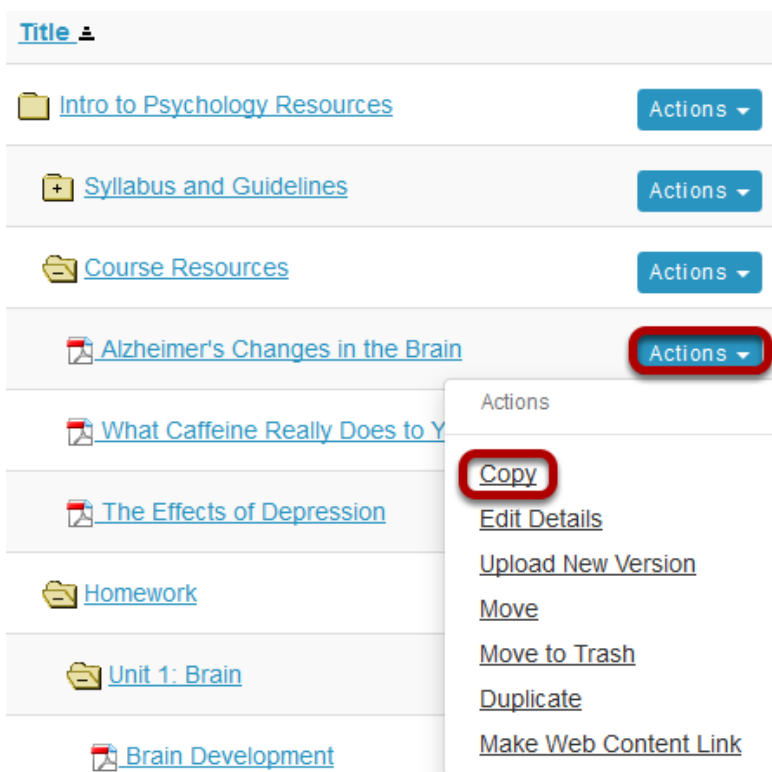 Title
Intro to Psychology Resources Actions
Syllabus and Guidelines Actions
Course Resources Actions
Alzheimer's Changes in the Brain Actions
Actions
What Caffeine Really Does to Y
Copy
The Effects of Depression
Edit Details
Upload New Version
Homework
Move
Move to Trash
Unit 1: Brain
Duplicate
Make Web Content Link
Brain Development